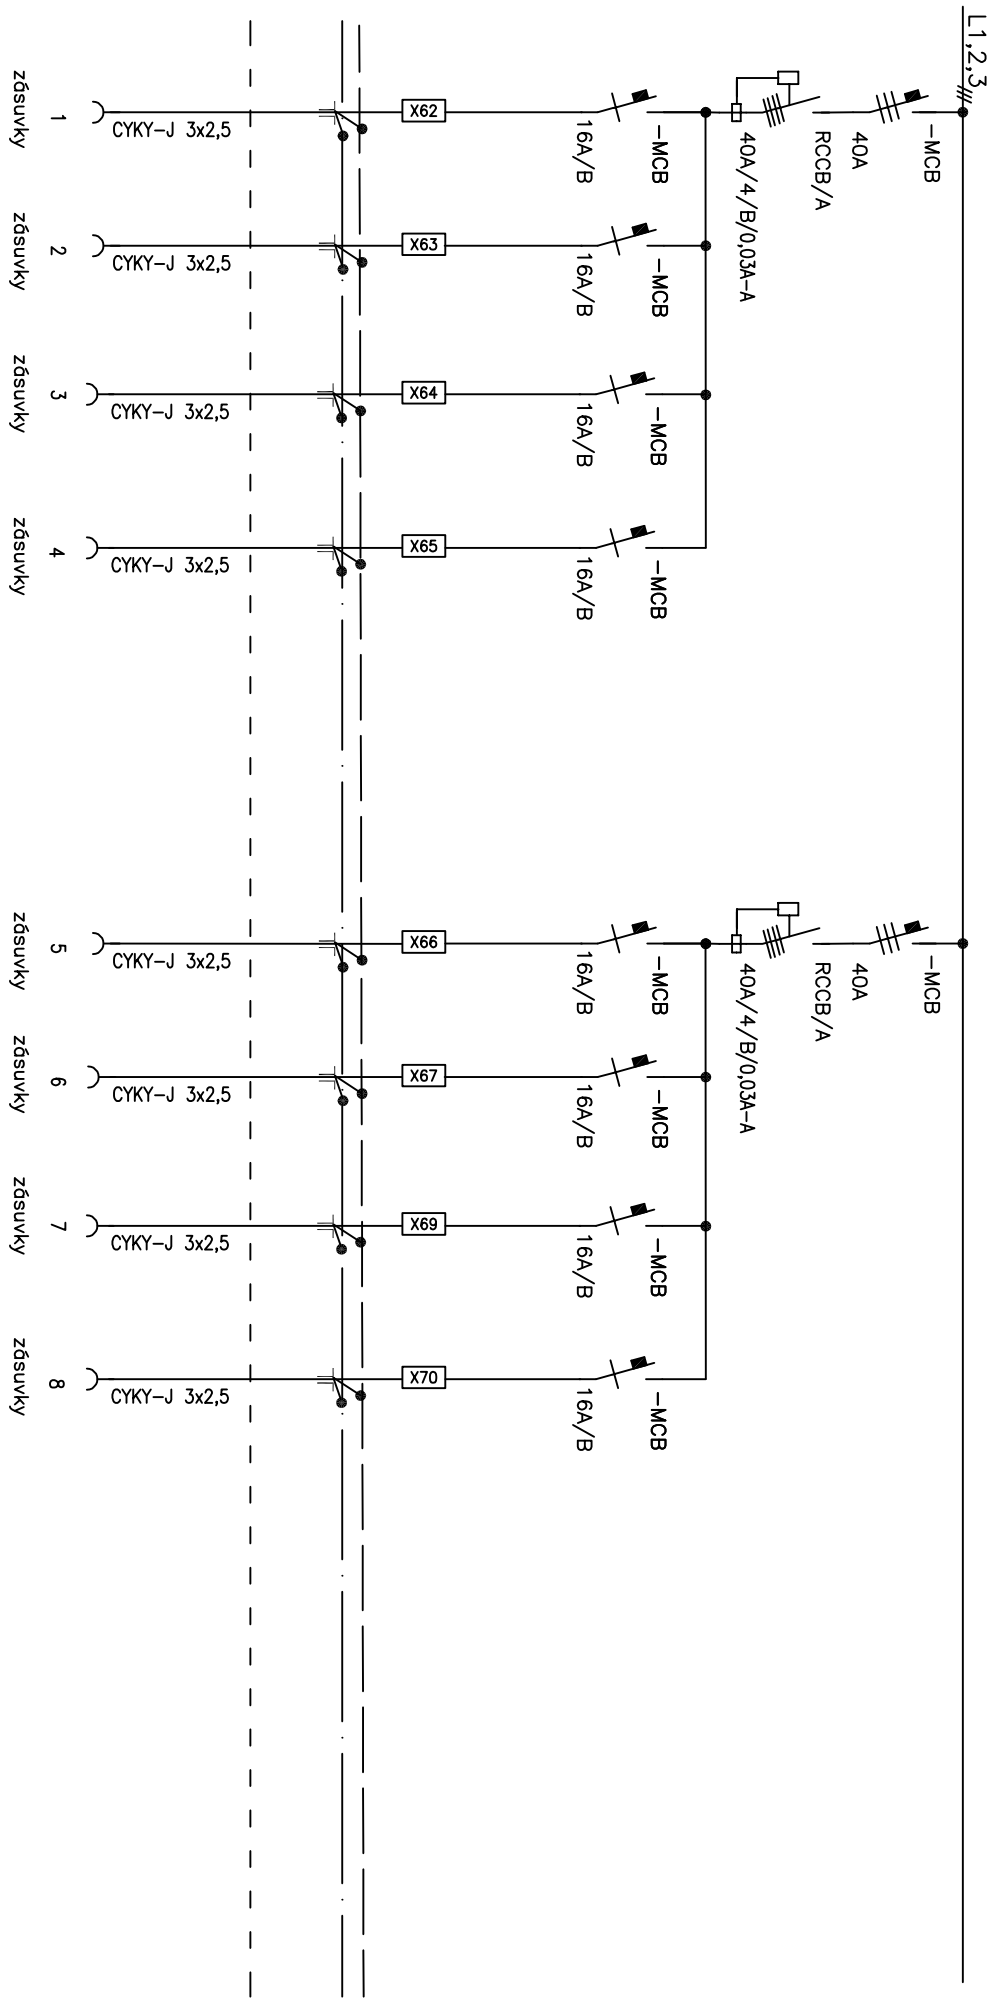 L1,2,3
-MCB
40A
RCCB/A
40A/4/B/0,03A-A
-MCB
16A/B
X62
CYKY-J 3x2,5
1
zásuvky
-MCB
16A/B
X63
CYKY-J 3x2,5
2
zásuvky
-MCB
16A/B
X64
CYKY-J 3x2,5
3
zásuvky
-MCB
16A/B
X65
CYKY-J 3x2,5
4
zásuvky
-MCB
40A
RCCB/A
40A/4/B/0,03A-A
-MCB
16A/B
X66
CYKY-J 3x2,5
5
zásuvky
-MCB
16A/B
X67
CYKY-J 3x2,5
6
zásuvky
-MCB
16A/B
X69
CYKY-J 3x2,5
7
zásuvky
-MCB
16A/B
X70
CYKY-J 3x2,5
8
zásuvky